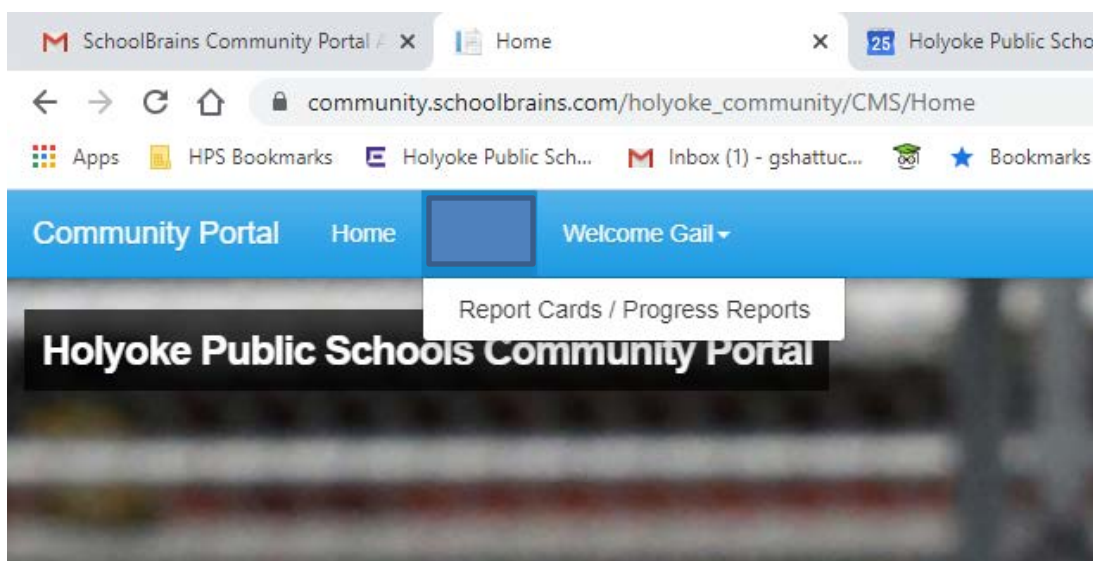 SchoolBrains Community Portal
Home
25 Holyoke Public Scho
community.schoolbrains.com/holyoke_community/CMS/Home
Apps HPS Bookmarks Holyoke Public Sch... Inbox (1) - gshattuc... Bookmarks
Community Portal Home Welcome Gail
Report Cards / Progress Reports
Holyoke Public Schools Community Portal